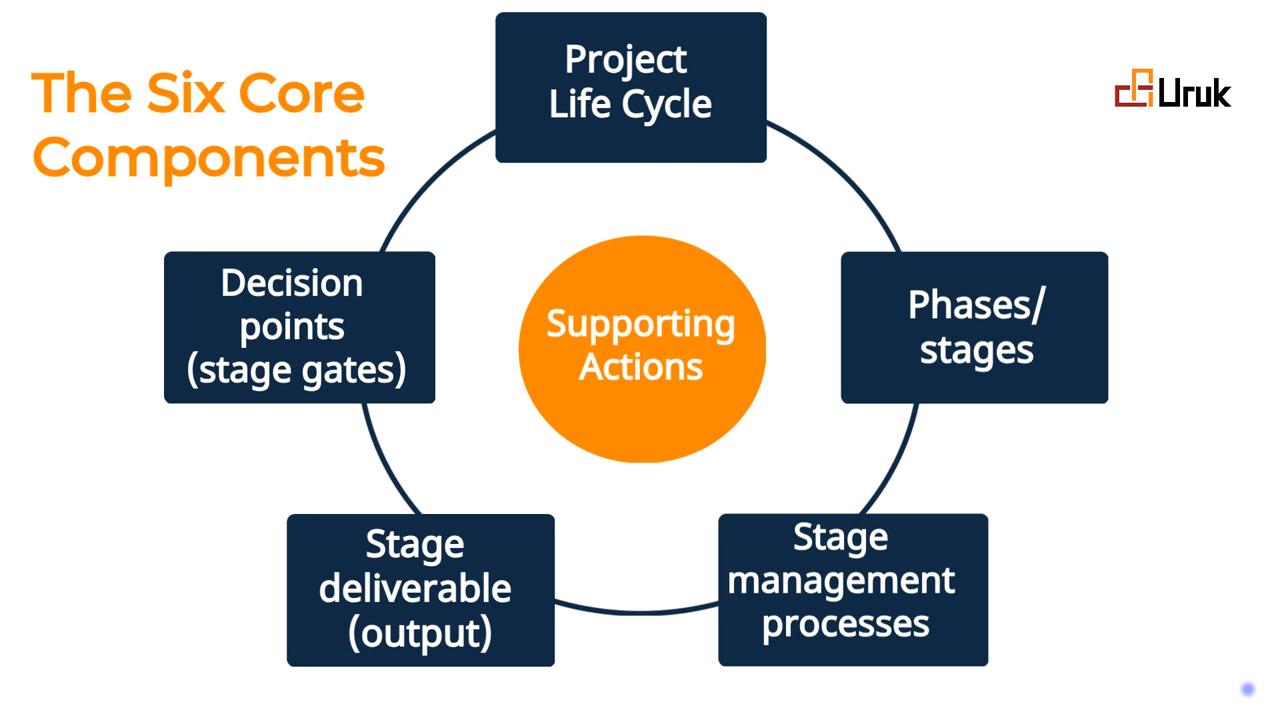 The Six Core
Components
Uruk
Project
Life Cycle
Decision
points
(stage gates)
Supporting
Actions
Phases/
stages
Stage
deliverable
(output)
Stage
management
processes